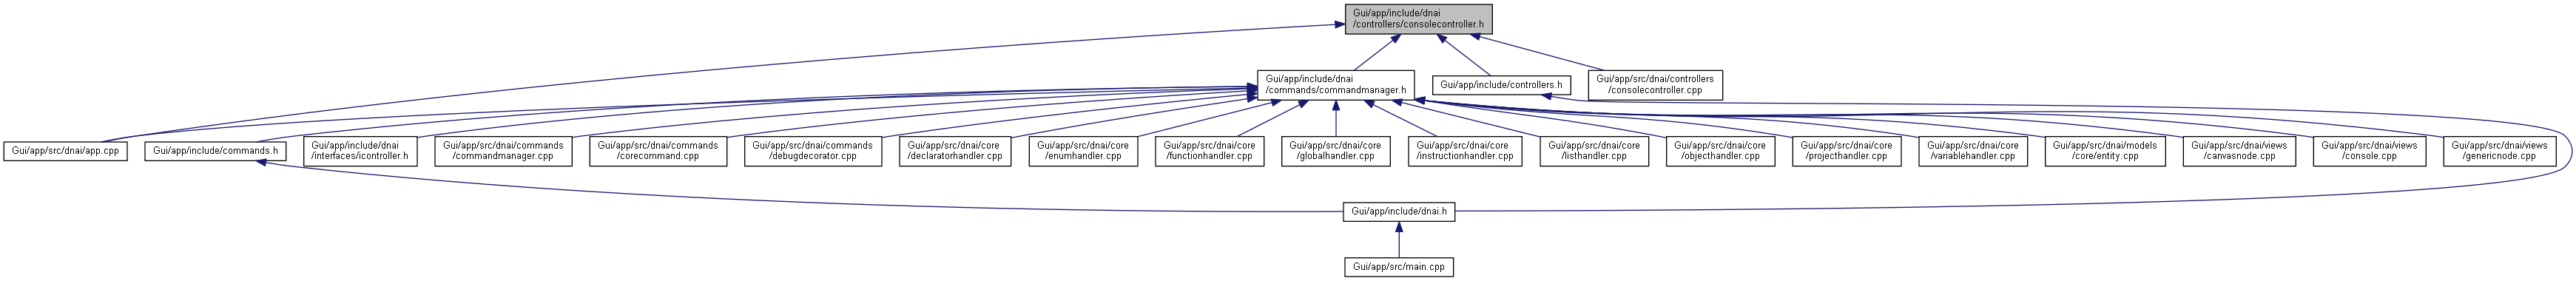 Gui/app/include/dnai
/controllers/consolecontroller.h
Gui/app/include/dnai
/commands/commandmanager.h
Gui/app/include/controllers.h
Gui/app/src/dnai/controllers
/consolecontroller.cpp
Gui/app/src/dnai/app.cpp
Gui/app/include/commands.h
Gui/app/include/dnai
/interfaces/icontroller.h
Gui/app/src/dnai/commands
/commandmanager.cpp
Gui/app/src/dnai/commands
/corecommand.cpp
Gui/app/src/dnai/commands
/debugdecorator.cpp
Gui/app/src/dnai/core
/declaratorhandler.cpp
Gui/app/src/dnai/core
/enumhandler.cpp
Gui/app/src/dnai/core
/functionhandler.cpp
Gui/app/src/dnai/core
/globalhandler.cpp
Gui/app/src/dnai/core
/instructionhandler.cpp
Gui/app/src/dnai/core
/listhandler.cpp
Gui/app/src/dnai/core
/objecthandler.cpp
Gui/app/src/dnai/core
/projecthandler.cpp
Gui/app/src/dnai/core
/variablehandler.cpp
Gui/app/src/dnai/models
/core/entity.cpp
Gui/app/src/dnai/views
/canvasnode.cpp
Gui/app/src/dnai/views
/console.cpp
Gui/app/src/dnai/views
/genericnode.cpp
Gui/app/include/dnai.h
Gui/app/src/main.cpp